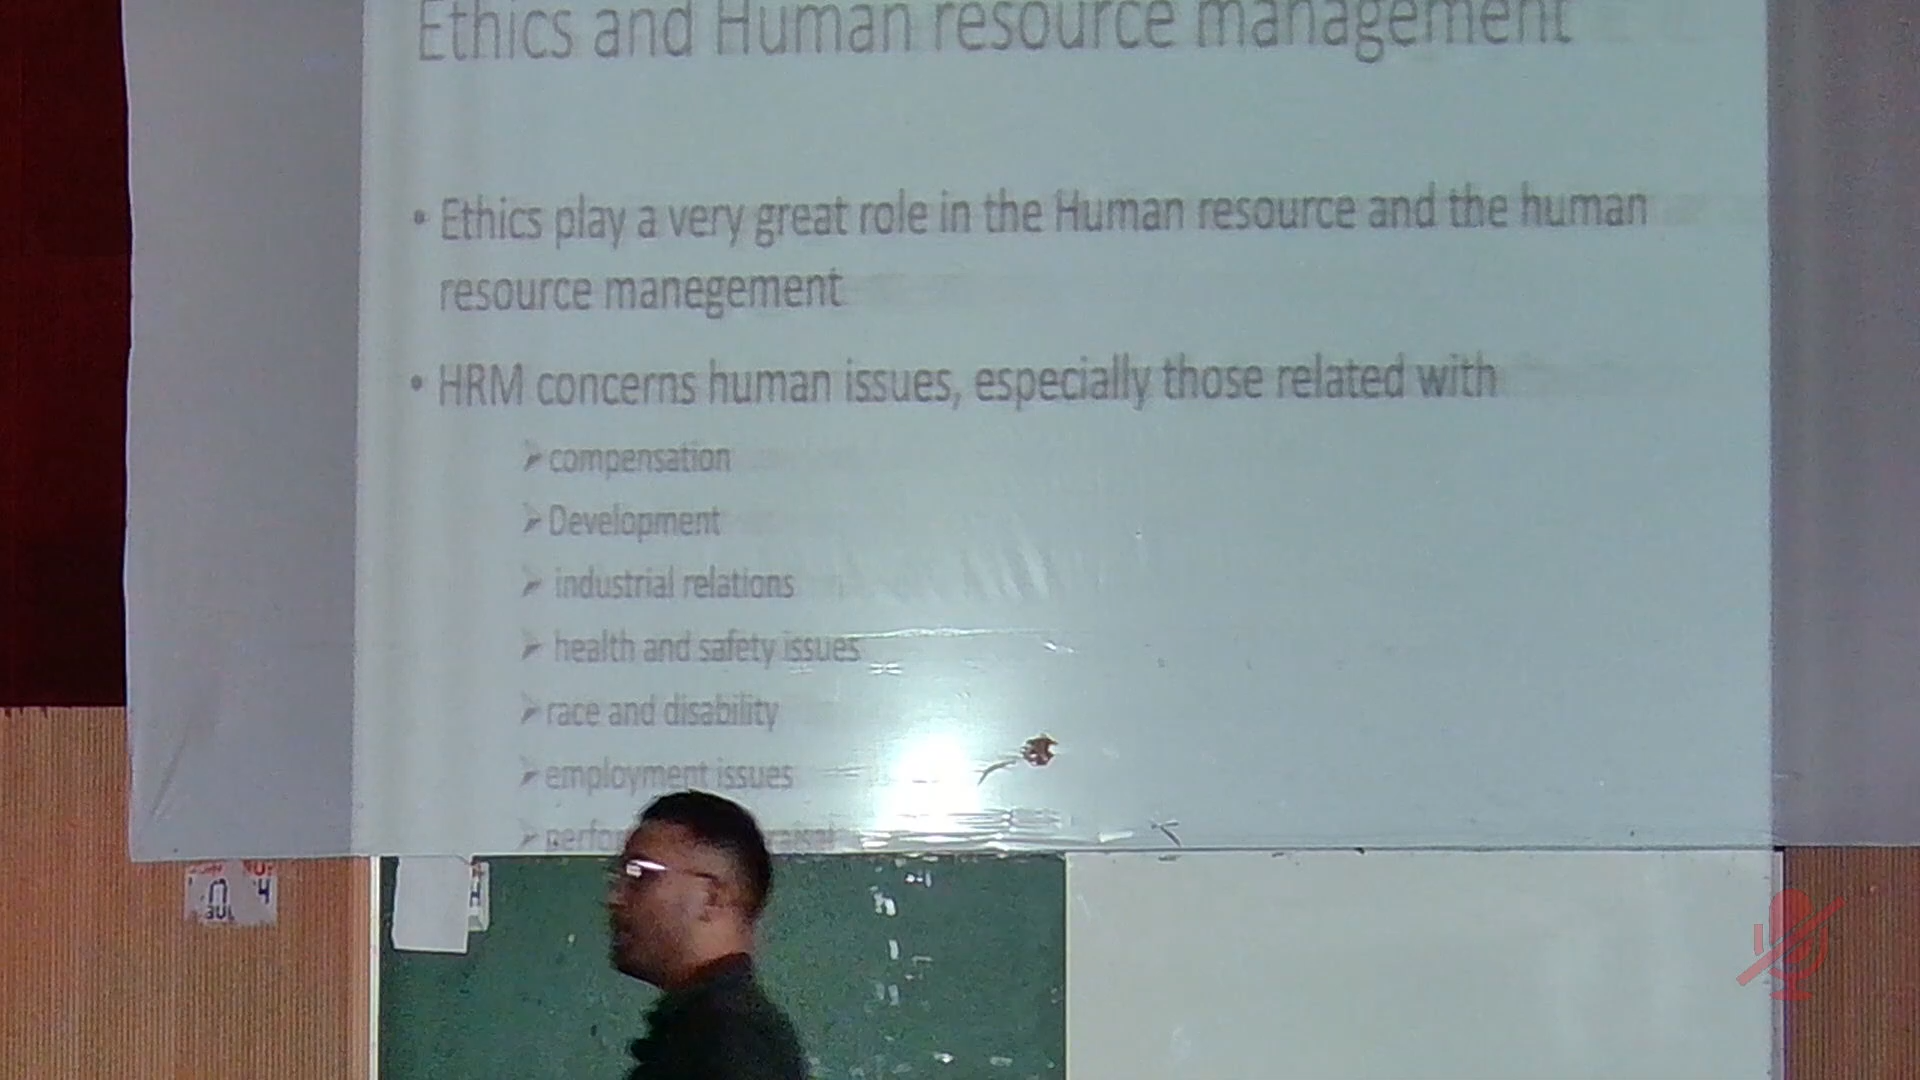 Ethics and Human resource management
• Ethics play a very great role in the Human resource and the human
resource manegement
• HRM concerns human issues, especially those related with
➢ compensation
➢ Development
➢ industrial relations
➢ health and safety issues
➢ race and disability
➢ employment issues
17 4